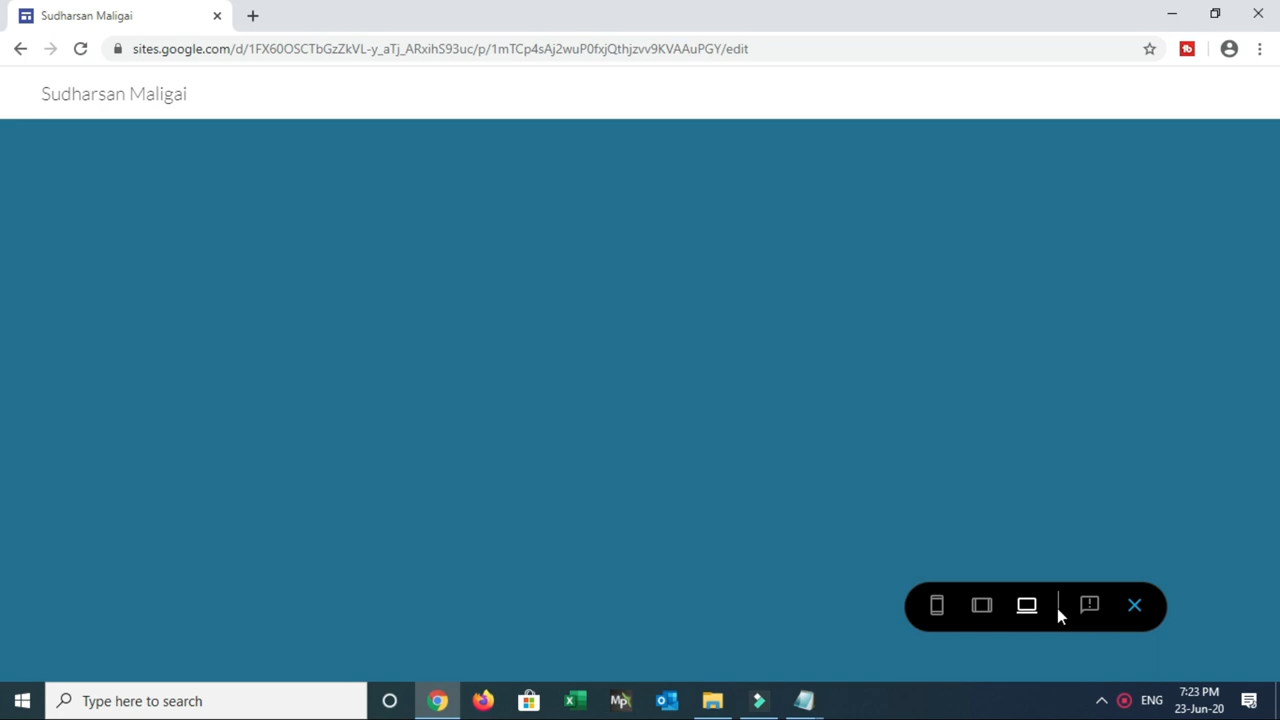 Sudharsan Maligai
sites.google.com/d/1FX60OSCTbGzZkVL-y_aTj_ARxihS93uc/p/1mTCp4sAj2wuP0fxjQthjzvv9KVAAuPGY/edit
Sudharsan Maligai
Type here to search
ENG
7:23 PM
23-Jun-20